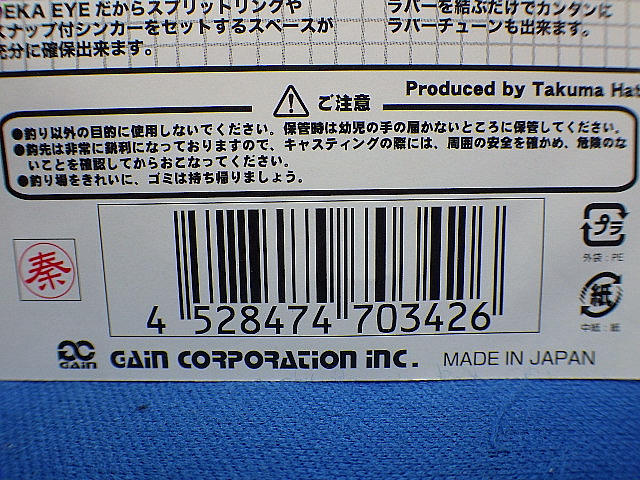 DEKA EYEだからスプリットリングや
スナップ付シンカーをセットするスペースが
充分に確保出来ます。
ラバーを結ぶだけでカンタンに
ラバーチューンも出来ます。
Produced by Takuma Hat
ご注意
●釣り以外の目的に使用しないでください。保管時は幼児の手の届かないところに保管してください。
●鈎先は非常に鋭利になっておりますので、キャスティングの際には、周囲の安全を確かめ、危険のな
いことを確認してからおこなってください。
●釣り場をきれいに、ゴミは持ち帰りましょう。
秦
4 528474 703426
プラ
外袋:PE
紙
中紙:紙
GAIN
GAIN CORPORATION INC.
MADE IN JAPAN